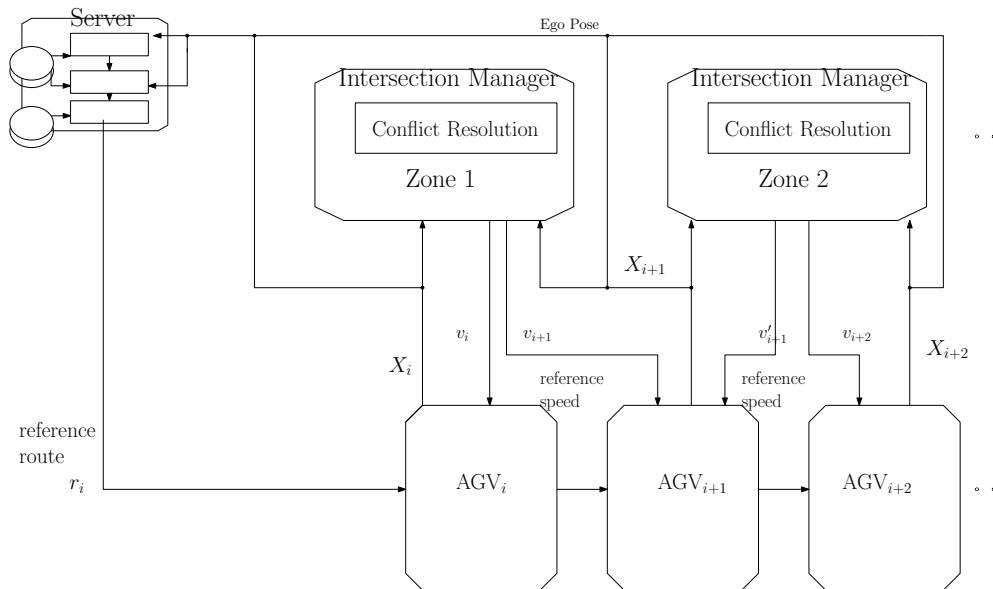 Server
Ego Pose
Intersection Manager
Conflict Resolution
Zone 1
Intersection Manager
Conflict Resolution
Zone 2
X_{i+1}
v_i
v_{i+1}
v'_{i+1}
v_{i+2}
X_i
X_{i+2}
reference
speed
reference
speed
reference
route
r_i
AGV_i
AGV_{i+1}
AGV_{i+2}